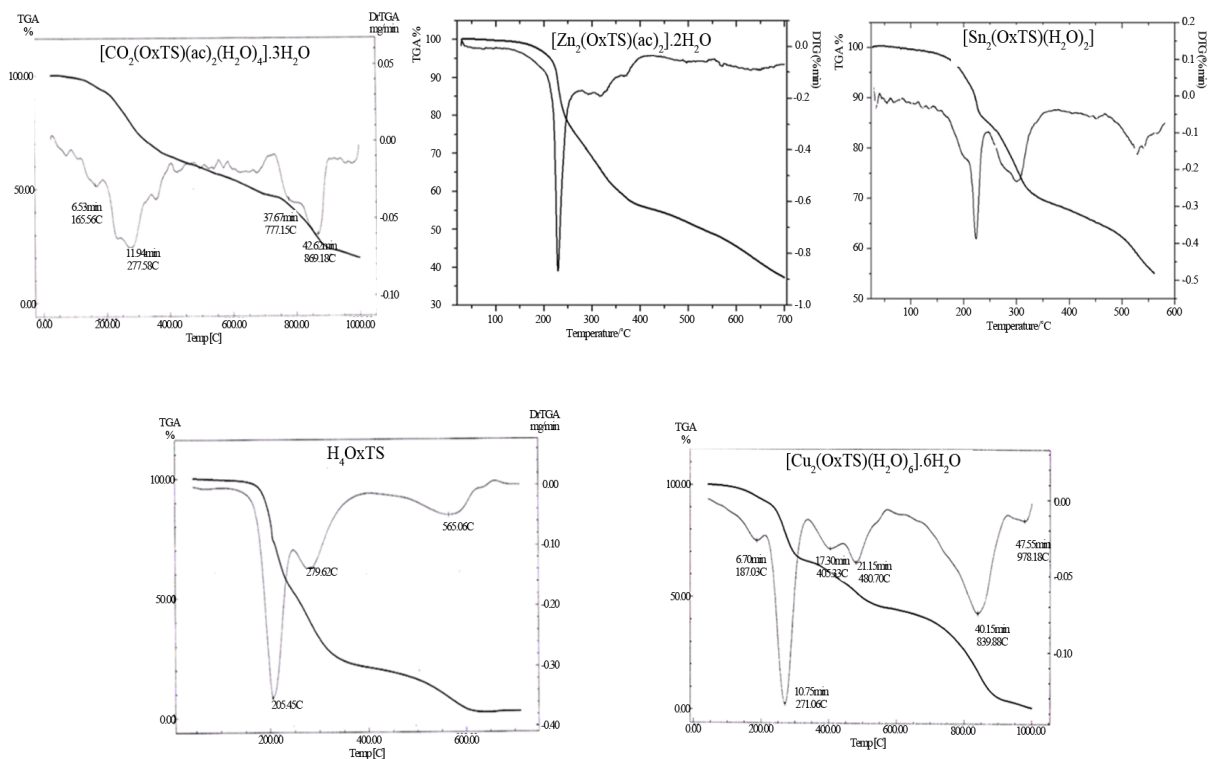 TGA
%
DrTGA
mg/min
[CO2(OxTS)(ac)2(H2O)4].3H2O
0.05
100.00
0.00
50.00
6.53min
165.56C
11.94min
277.58C
37.67min
777.15C
42.62min
869.18C
-0.05
-0.10
0.00
0.00
200.00
400.00
600.00
800.00
1000.00
Temp [C]
TGA %
[Zn2(OxTS)(ac)2].2H2O
DTG(%/min)
100
90
80
70
60
50
40
30
0.0
-0.2
-0.4
-0.6
-0.8
-1.0
100
200
300
400
500
600
700
Temperature/°C
TGA %
[Sn2(OxTS)(H2O)2]
DTG(%/min)
100
90
80
70
60
50
0.2
0.1
0.0
-0.1
-0.2
-0.3
-0.4
-0.5
100
200
300
400
500
600
Temperature/°C
TGA
%
DrTGA
mg/min
H4OxTS
100.00
50.00
0.00
0.00
-0.10
-0.20
-0.30
-0.40
205.45C
279.62C
565.06C
200.00
400.00
600.00
Temp [C]
TGA
%
[Cu2(OxTS)(H2O)6].6H2O
100.00
50.00
0.00
0.00
-0.05
-0.10
6.70min
187.03C
10.75min
271.06C
17.30min
405.33C
21.15min
480.70C
40.15min
839.88C
47.55min
978.18C
0.00
200.00
400.00
600.00
800.00
1000.00
Temp [C]